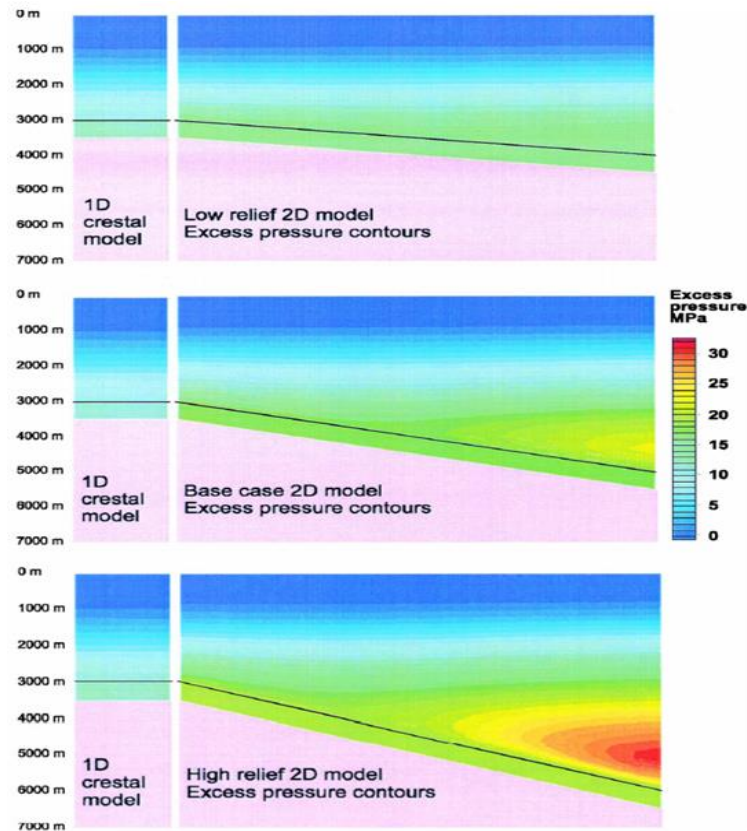 0 m
1000 m
2000 m
3000 m
4000 m
5000 m
6000 m
7000 m
1D
crestal
model
Low relief 2D model
Excess pressure contours
0 m
1000 m
2000 m
3000 m
4000 m
5000 m
6000 m
7000 m
1D
crestal
model
Base case 2D model
Excess pressure contours
Excess
pressure
MPa
30
25
20
15
10
5
0
0 m
1000 m
2000 m
3000 m
4000 m
5000 m
6000 m
7000 m
1D
crestal
model
High relief 2D model
Excess pressure contours